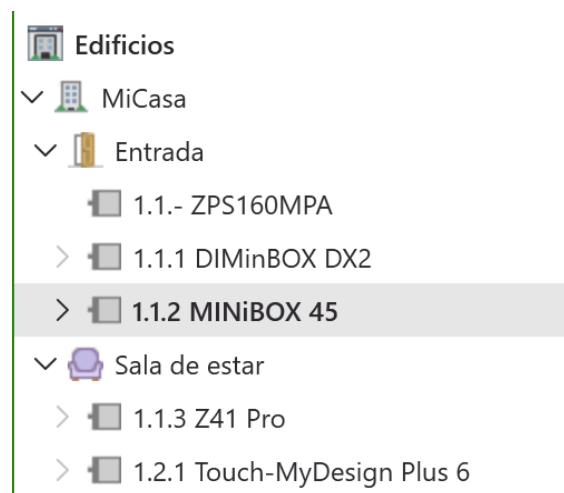 Edificios
MiCasa
Entrada
1.1.- ZPS160MPA
1.1.1 DIMinBOX DX2
1.1.2 MINiBOX 45
Sala de estar
1.1.3 Z41 Pro
1.2.1 Touch-MyDesign Plus 6